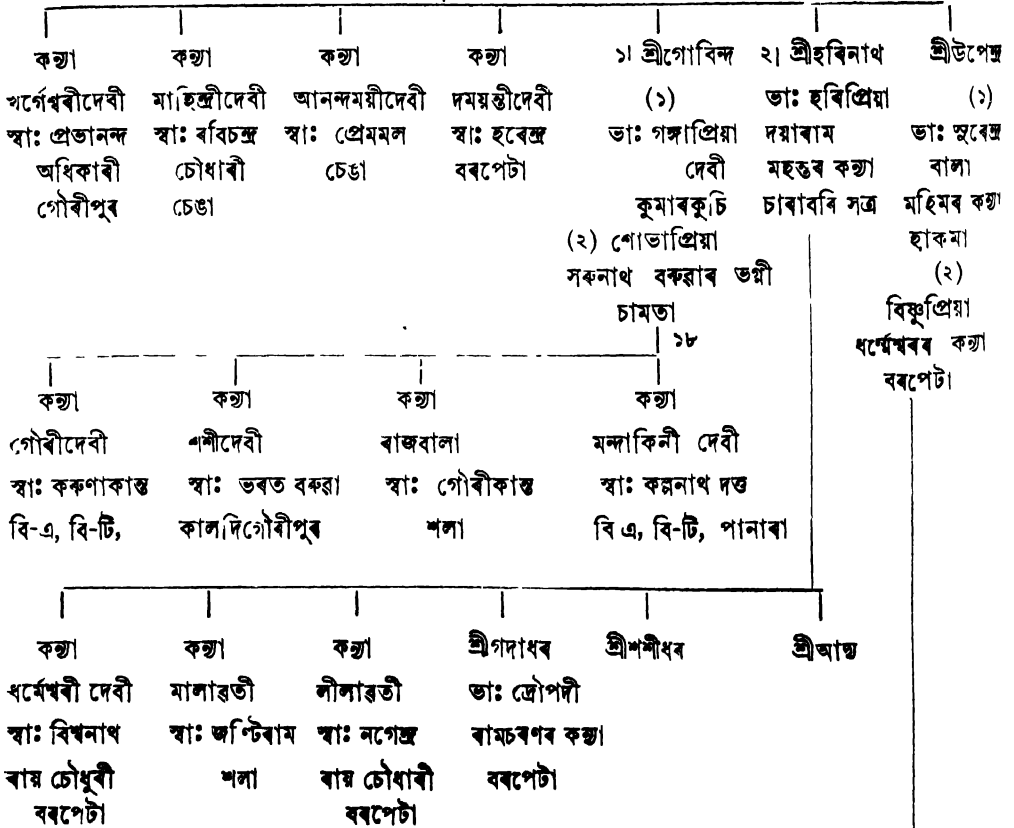 কন্যা কন্যা কন্যা কন্যা ১। শ্ৰীগোবিন্দ ২। শ্ৰীহৰিনাথ শ্ৰীউপেন্দ্ৰ
খৰ্গেশ্বৰীদেবী মাহিন্দ্ৰীদেবী আনন্দময়ীদেবী দময়ন্তীদেবী (১) ভা: হৰিপ্ৰিয়া (১)
স্বা: প্ৰভানন্দ স্বা: ৰবিচন্দ্ৰ স্বা: প্ৰেমমল স্বা: হৰেন্দ্ৰ ভা: গঙ্গাপ্ৰিয়া দয়াৰাম ভা: সুৰেন্দ্ৰ
অধিকাৰী চৌধাৰী চেঙা বৰপেটা দেবী মহন্তৰ কন্যা বালা
গৌৰীপুৰ চেঙা কুমাৰকুচি চাৰাবৰি সত্ৰ মহিমৰ কন্যা
(২) শোভাপ্ৰিয়া হাকমা
সৰুনাথ বৰুৱাৰ ভগ্নী (২)
চামতা বিষ্ণুপ্ৰিয়া
১৮ ধৰ্ম্মেশ্বৰৰ কন্যা
বৰপেটা
কন্যা কন্যা কন্যা কন্যা
গৌৰীদেবী শশীদেবী ৰাজবালা মন্দাকিনী দেবী
স্বা: কৰুণাকান্ত স্বা: ভৰত বৰুৱা স্বা: গৌৰীকান্ত স্বা: কল্পনাথ দত্ত
বি-এ, বি-টি, কালদিগৌৰীপুৰ শলা বি এ, বি-টি, পানাৰা
কন্যা কন্যা কন্যা শ্ৰীগদাধৰ শ্ৰীশশীধৰ শ্ৰীআদ্য
ধৰ্মেশ্বৰী দেবী মালাৱতী লীলাৱতী ভা: দ্ৰৌপদী
স্বা: বিশ্বনাথ স্বা: জণ্টিৰাম স্বা: নগেন্দ্ৰ ৰামচৰণৰ কন্যা
ৰায় চৌধুৰী শলা ৰায় চৌধাৰী বৰপেটা
বৰপেটা বৰপেটা